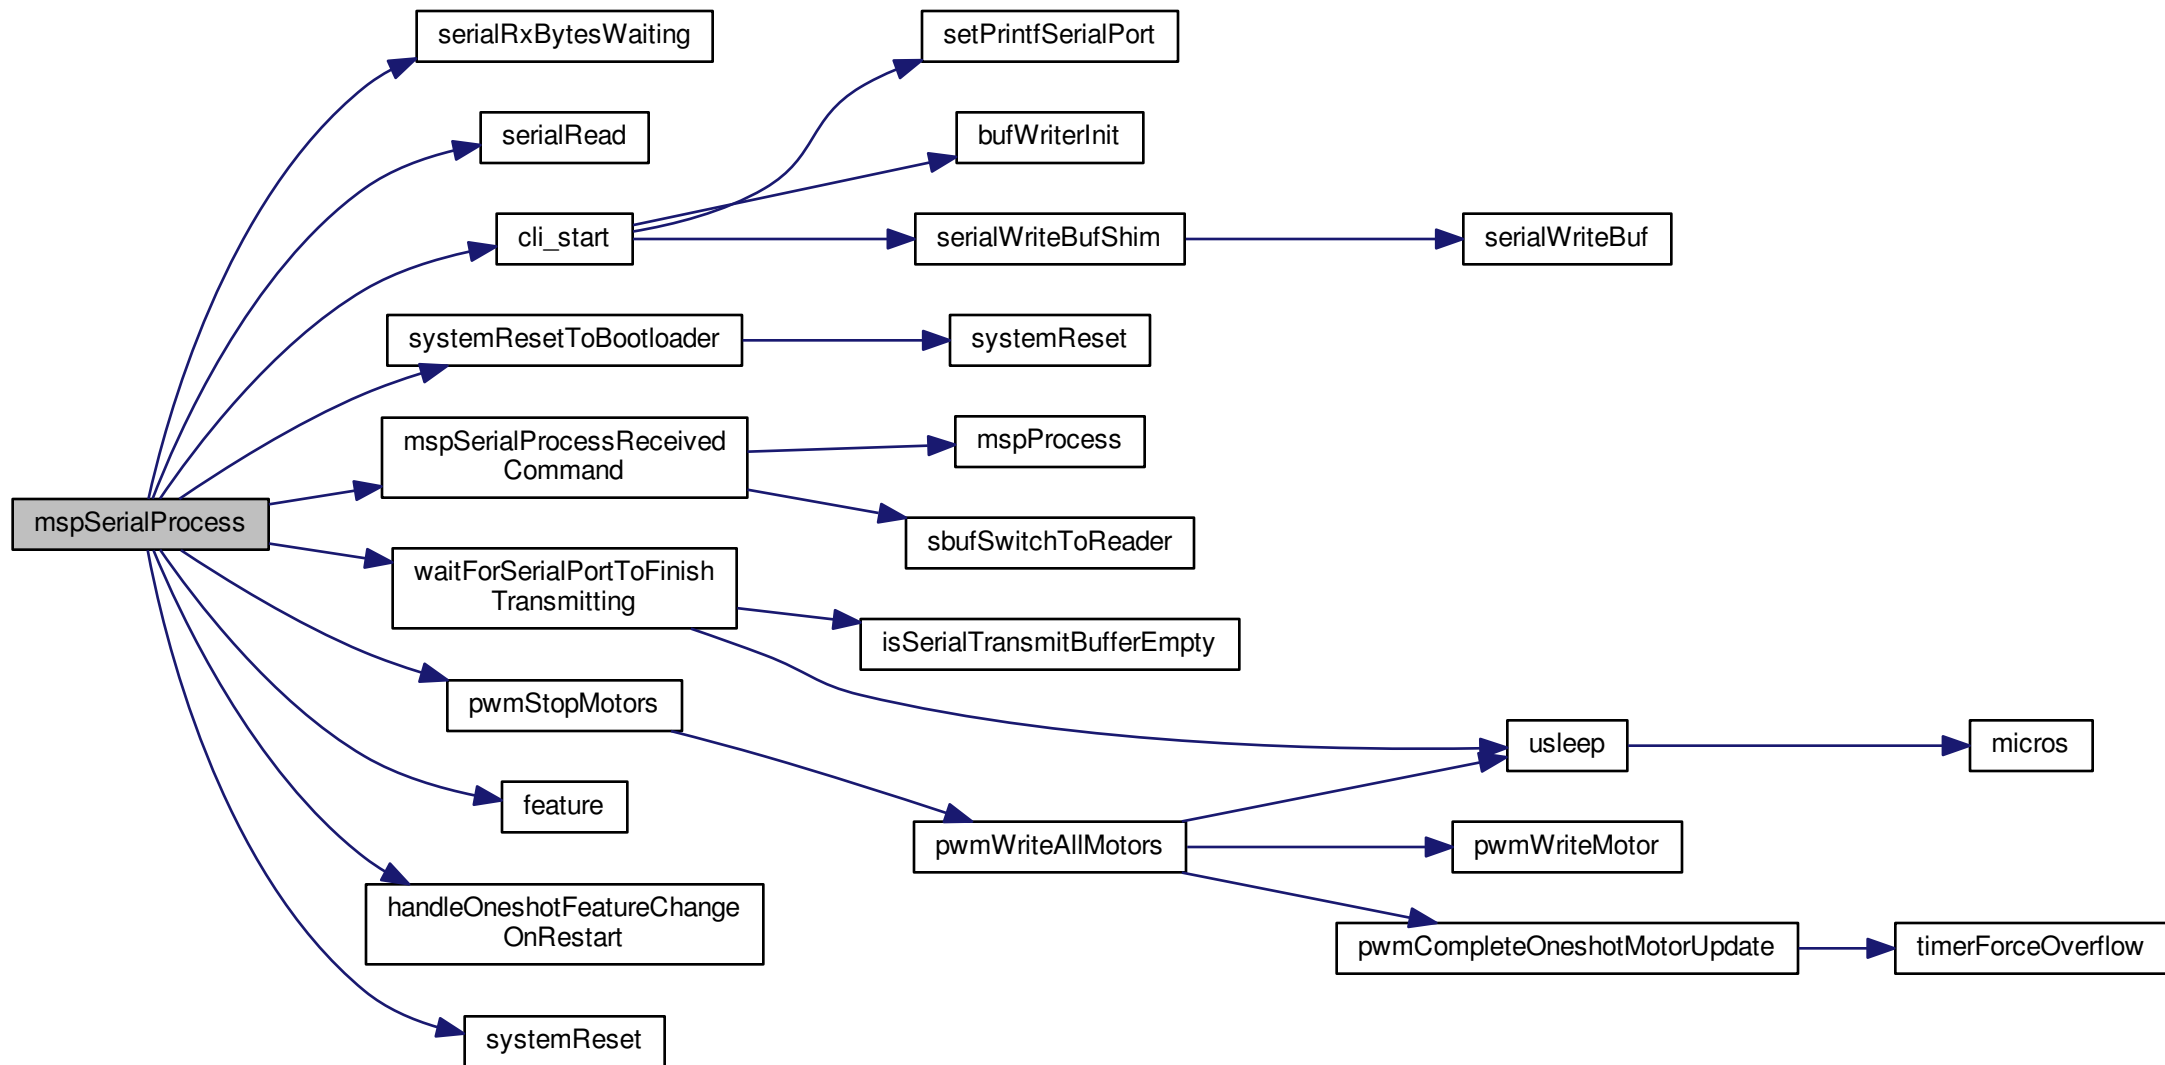 serialRxBytesWaiting
setPrintfSerialPort
serialRead
bufWriterInit
cli_start
serialWriteBufShim
serialWriteBuf
systemResetToBootloader
systemReset
mspSerialProcessReceived
Command
mspProcess
mspSerialProcess
sbufSwitchToReader
waitForSerialPortToFinish
Transmitting
isSerialTransmitBufferEmpty
pwmStopMotors
usleep
micros
feature
pwmWriteAllMotors
pwmWriteMotor
handleOneshotFeatureChange
OnRestart
pwmCompleteOneshotMotorUpdate
timerForceOverflow
systemReset